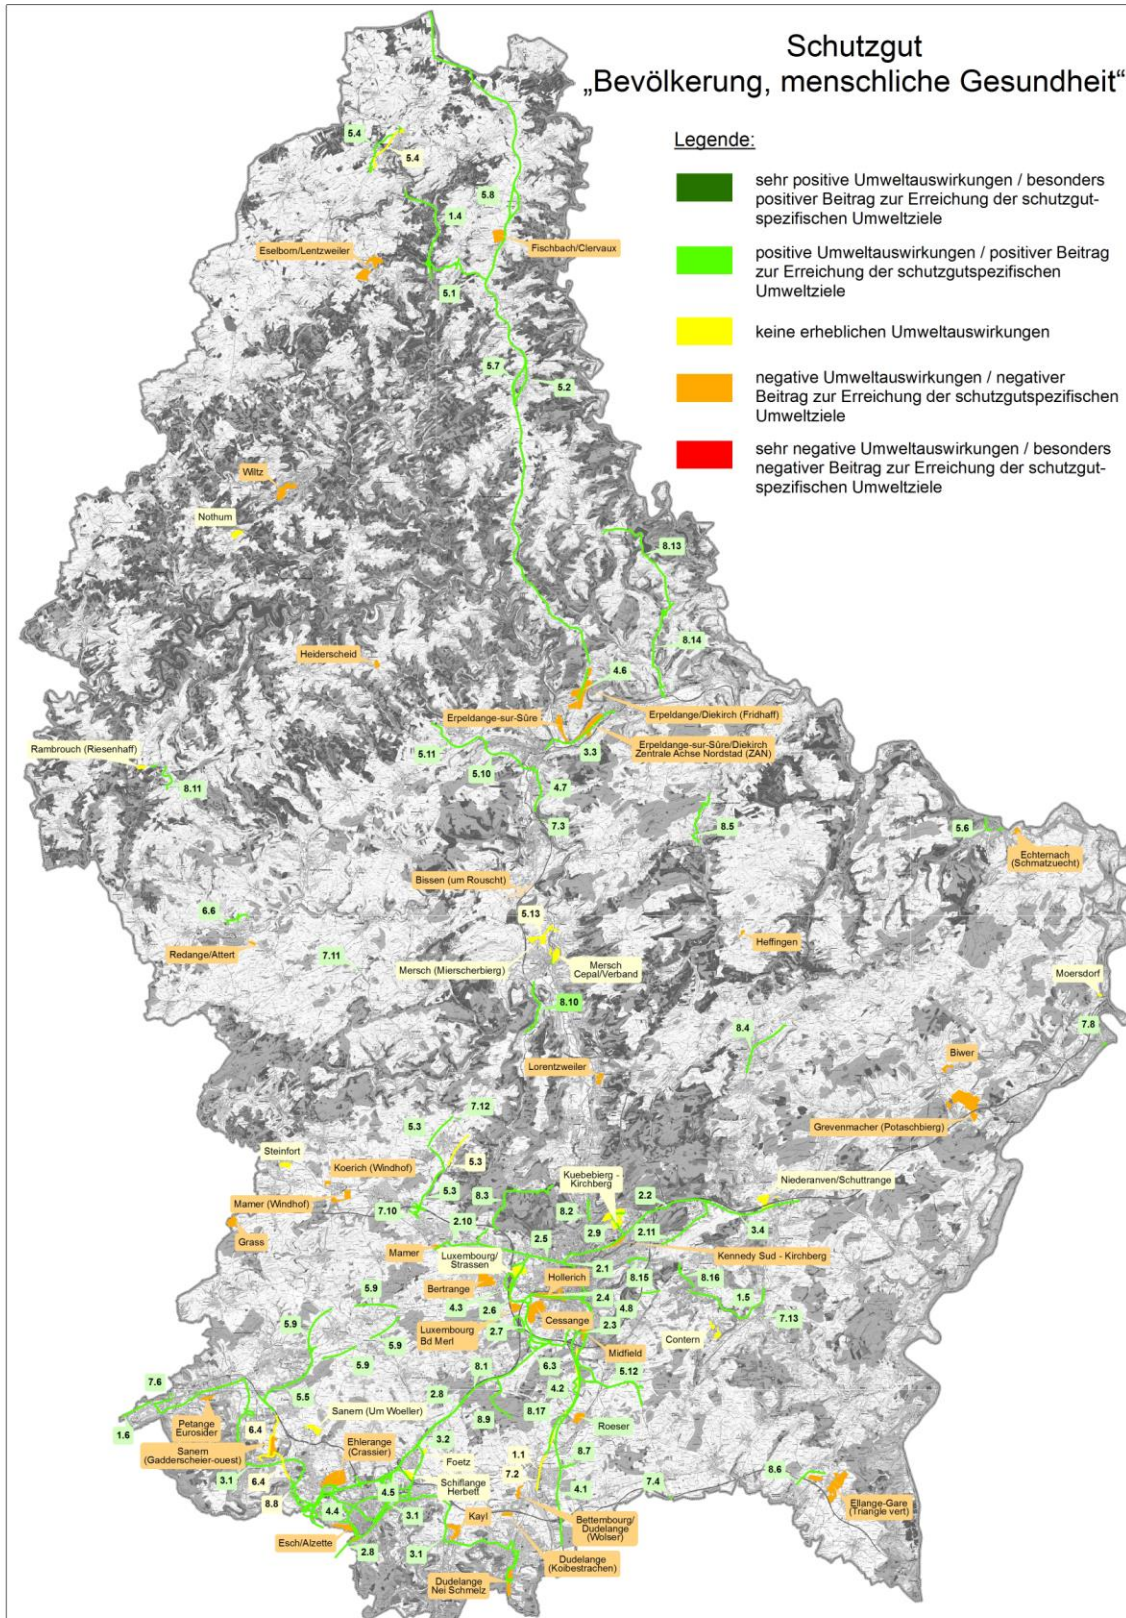 Schutzgut
„Bevölkerung, menschliche Gesundheit“
Legende:
sehr positive Umweltauswirkungen / besonders
positiver Beitrag zur Erreichung der schutzgut-
spezifischen Umweltziele
positive Umweltauswirkungen / positiver Beitrag
zur Erreichung der schutzgutspezifischen
Umweltziele
keine erheblichen Umweltauswirkungen
negative Umweltauswirkungen / negativer
Beitrag zur Erreichung der schutzgutspezifischen
Umweltziele
sehr negative Umweltauswirkungen / besonders
negativer Beitrag zur Erreichung der schutzgut-
spezifischen Umweltziele
5.4
5.4
5.8
1.4
Eselborn/Lentzweiler
Fischbach/Clervaux
5.1
5.7
5.2
Wiltz
Nothum
8.13
8.14
Heiderscheid
4.6
Erpeldange/Diekirch (Fridhaff)
Erpeldange-sur-Sûre
Erpeldange-sur-Sûre/Diekirch
Zentrale Achse Nordstad (ZAN)
3.3
Rambrouch (Riesenhaff)
8.11
5.11
5.10
4.7
7.3
8.5
5.6
Echternach
(Schmatzuecht)
Bissen (um Rouscht)
6.6
5.13
Redange/Attert
7.11
Mersch (Mierscherbierg)
Mersch
Cepal/Verband
Heffingen
Moersdorf
8.10
7.8
8.4
Lorentzweiler
Biwer
Grevenmacher (Potaschbierg)
7.12
5.3
Steinfort
5.3
Koerich (Windhof)
Kuebebierg -
Kirchberg
Niederanven/Schuttrange
5.3
8.3
2.2
Mamer (Windhof)
7.10
8.2
2.10
2.9
2.11
3.4
Grass
2.5
Mamer
Kennedy Sud - Kirchberg
Luxembourg/
Strassen
2.1
8.15
8.16
Hollerich
Bertrange
2.4
1.5
5.9
4.3
2.6
4.8
7.13
5.9
Cessange
Luxembourg
Bd Merl
2.7
2.3
Contern
5.9
Midfield
5.9
8.1
6.3
5.12
7.6
5.5
2.8
4.2
Petange
Eurosider
Sanem (Um Woeller)
8.9
8.17
Roeser
1.6
6.4
Sanem
(Gadderscheier-ouest)
Ehlerange
(Crassier)
3.2
1.1
8.7
Foetz
3.1
6.4
7.2
Schifflange
Herbett
8.6
8.8
4.5
4.1
7.4
Ellange-Gare
(Triangle vert)
4.4
3.1
Kayl
Bettembourg/
Dudelange
(Wolser)
Esch/Alzette
2.8
3.1
Dudelange
(Koibestrachen)
Dudelange
Nei Schmelz